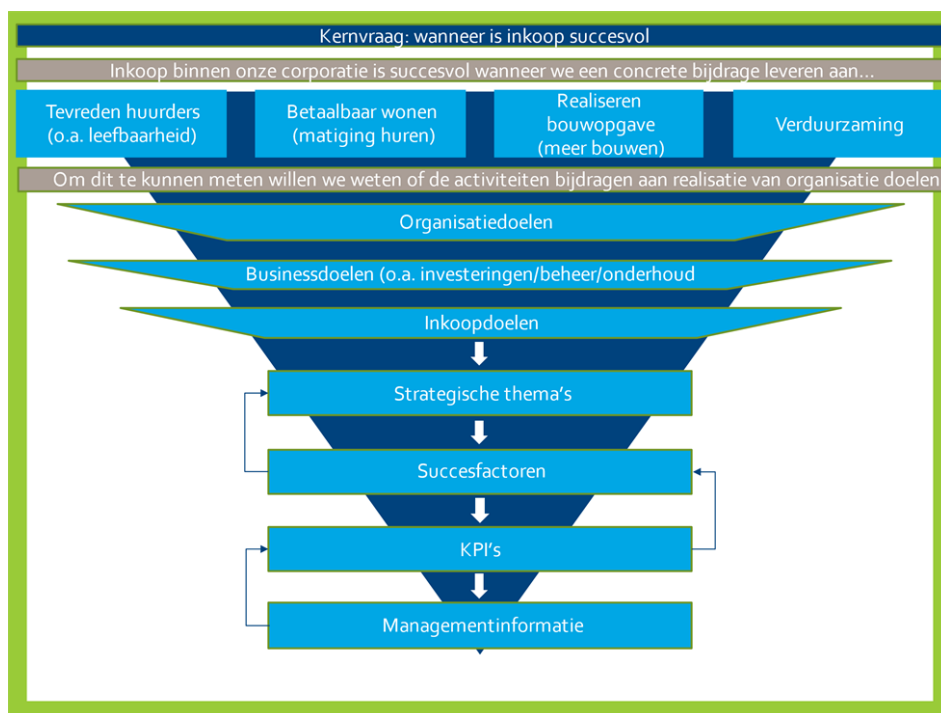 Kernvraag: wanneer is inkoop succesvol
Inkoop binnen onze corporatie is succesvol wanneer we een concrete bijdrage leveren aan…
Tevreden huurders
(o.a. leefbaarheid)
Betaalbaar wonen
(matiging huren)
Realiseren
bouwopgave
(meer bouwen)
Verduurzaming
Om dit te kunnen meten willen we weten of de activiteiten bijdragen aan realisatie van organisatie doelen
Organisatiedoelen
Businessdoelen (o.a. investeringen/beheer/onderhoud
Inkoopdoelen
Strategische thema's
Succesfactoren
KPI's
Managementinformatie